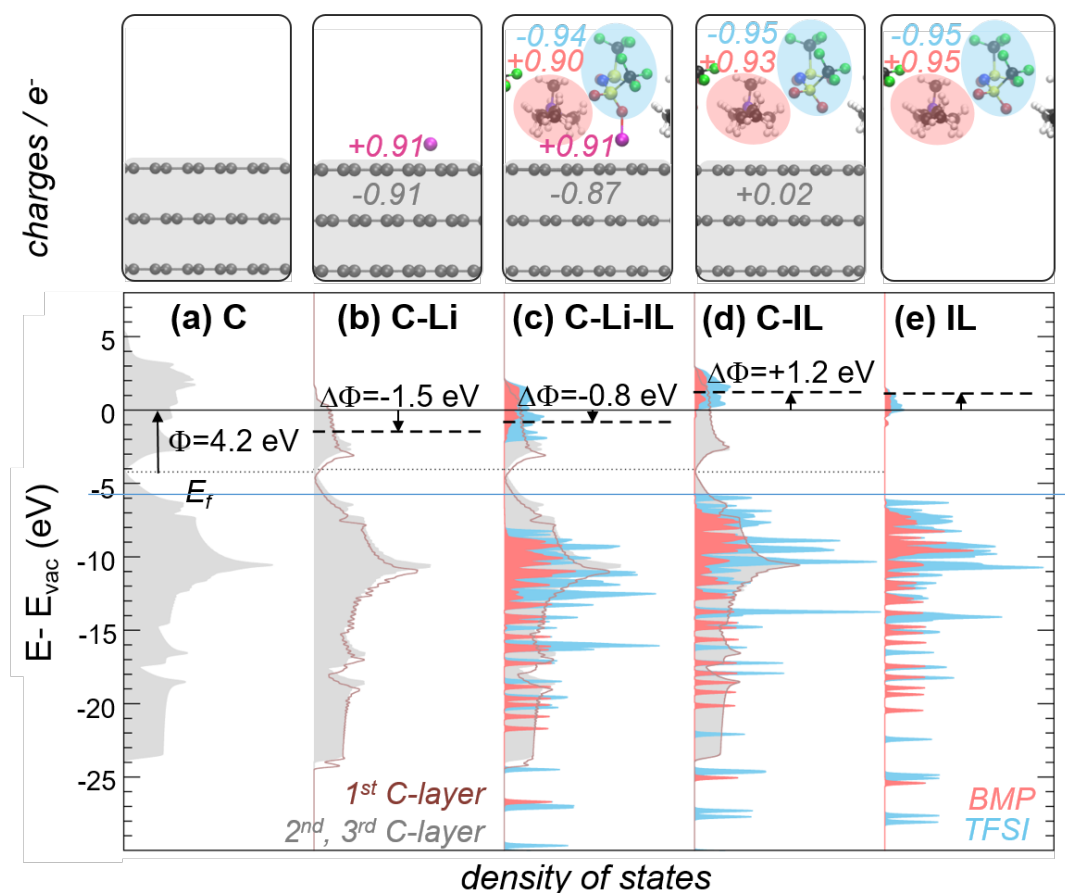 charges / e⁻
+0.91
-0.91
-0.94
+0.90
+0.91
-0.87
-0.95
+0.93
+0.02
-0.95
+0.95
(a) C
(b) C-Li
(c) C-Li-IL
(d) C-IL
(e) IL
E- E_vac (eV)
5
0
-5
-10
-15
-20
-25
Φ=4.2 eV
E_f
ΔΦ=-1.5 eV
ΔΦ=-0.8 eV
ΔΦ=+1.2 eV
1st C-layer
2nd, 3rd C-layer
BMP
TFSI
density of states